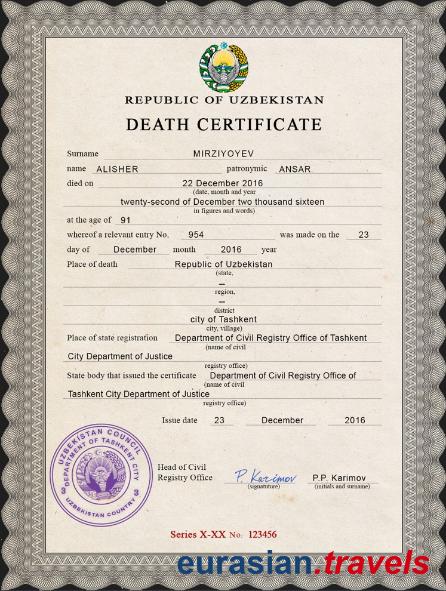 REPUBLIC OF UZBEKISTAN
DEATH CERTIFICATE
Surname MIRZIYOYEV
name ALISHER patronymic ANSAR
died on 22 December 2016
(date, month and year)
twenty-second of December two thousand sixteen
in figures and words)
at the age of 91
whereof a relevant entry No. 954 was made on the 23
day of December month 2016 year
Place of death Republic of Uzbekistan
(state,
–
region,
–
district
city of Tashkent
city, village)
Place of state registration Department of Civil Registry Office of Tashkent
(name of civil
City Department of Justice
registry office)
State body that issued the certificate Department of Civil Registry Office of
(name of civil
Tashkent City Department of Justice
registry office)
Issue date 23 December 2016
UZBEKISTAN COUNCIL
DEPARTMENT OF TASHKENT CITY
UZBEKISTAN COUNTRY
Head of Civil
Registry Office P. Karimov P.P. Karimov
(signatture) (initials and surname)
Series X-XX No. 123456
eurasian.travels